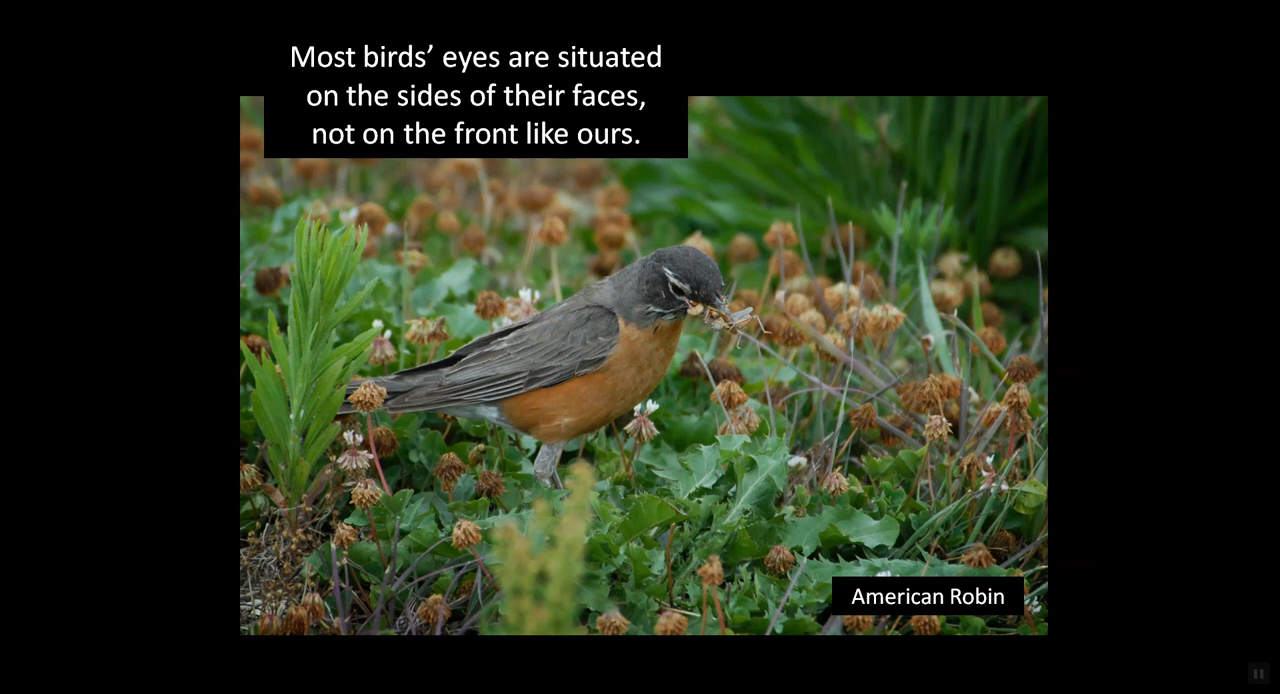 Most birds’ eyes are situated
on the sides of their faces,
not on the front like ours.
American Robin